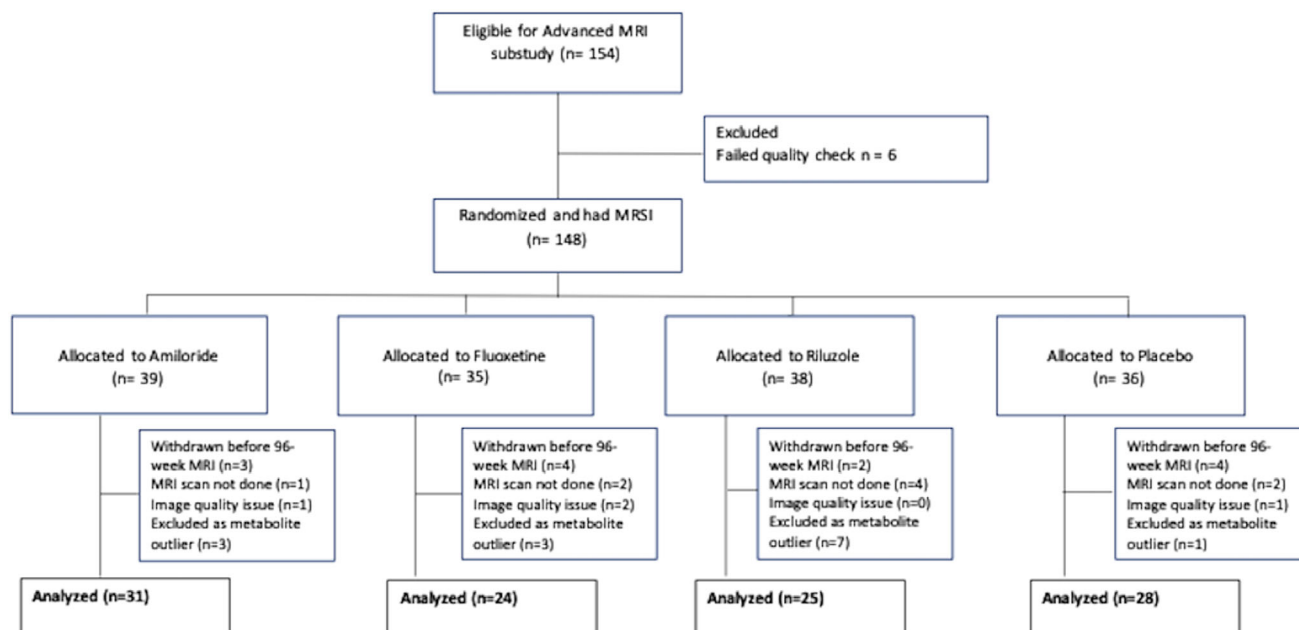 Eligible for Advanced MRI
substudy (n= 154)
Excluded
Failed quality check n = 6
Randomized and had MRSI
(n= 148)
Allocated to Amiloride
(n= 39)
Allocated to Fluoxetine
(n= 35)
Allocated to Riluzole
(n= 38)
Allocated to Placebo
(n= 36)
Withdrawn before 96-
week MRI (n=3)
MRI scan not done (n=1)
Image quality issue (n=1)
Excluded as metabolite
outlier (n=3)
Withdrawn before 96-
week MRI (n=4)
MRI scan not done (n=2)
Image quality issue (n=2)
Excluded as metabolite
outlier (n=3)
Withdrawn before 96-
week MRI (n=2)
MRI scan not done (n=4)
Image quality issue (n=0)
Excluded as metabolite
outlier (n=7)
Withdrawn before 96-
week MRI (n=4)
MRI scan not done (n=2)
Image quality issue (n=1)
Excluded as metabolite
outlier (n=1)
Analyzed (n=31)
Analyzed (n=24)
Analyzed (n=25)
Analyzed (n=28)